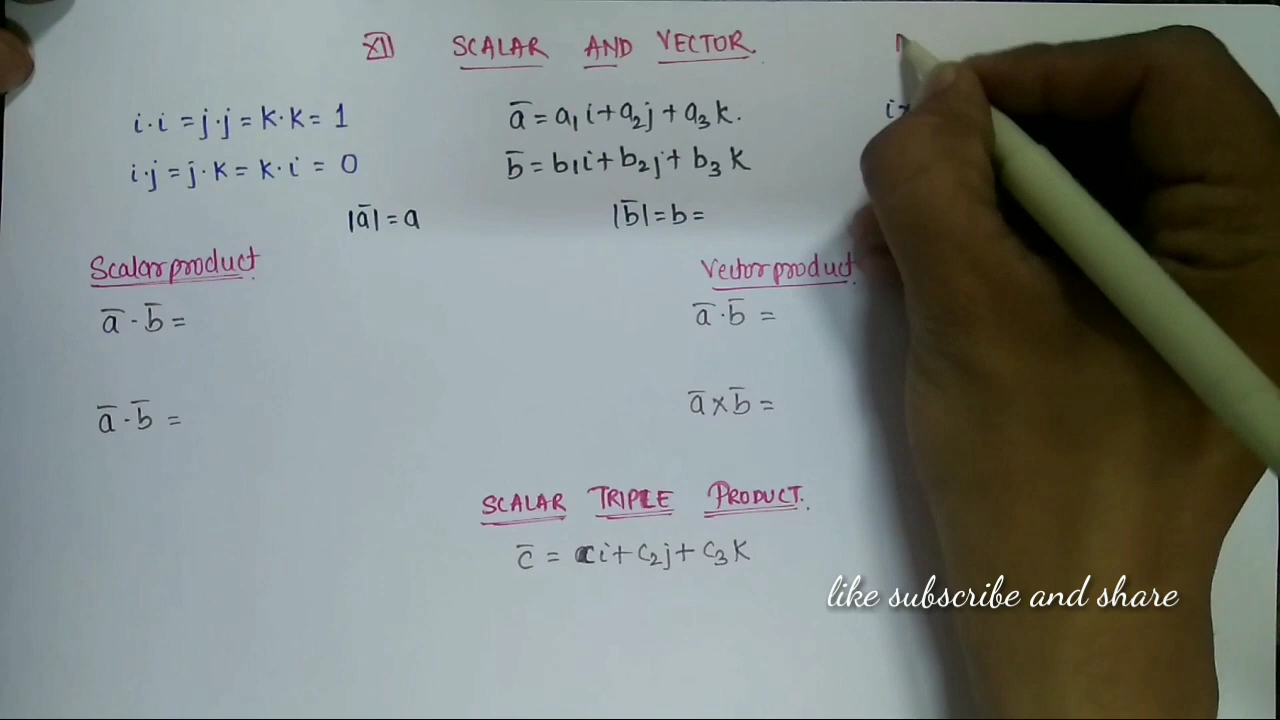 XII SCALAR AND VECTOR.
i·i = j·j = k·k = 1
i·j = j·k = k·i = 0
a̅ = a₁i + a₂j + a₃k.
b̅ = b₁i + b₂j + b₃k
|a̅| = a
|b̅| = b =
Scalar product
a̅ · b̅ =
a̅ · b̅ =
Vector product
a̅ · b̅ =
a̅ × b̅ =
SCALAR TRIPLE PRODUCT.
c̅ = ci + c₂j + c₃k
like subscribe and share